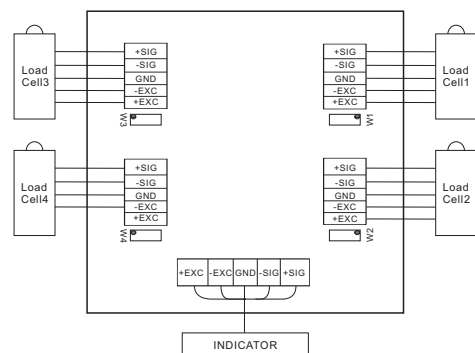 Load
Cell3
+SIG
-SIG
GND
-EXC
+EXC
W3
+SIG
-SIG
GND
-EXC
+EXC
W1
Load
Cell1
Load
Cell4
+SIG
-SIG
GND
-EXC
+EXC
W4
+SIG
-SIG
GND
-EXC
+EXC
W2
Load
Cell2
+EXC -EXC GND -SIG +SIG
INDICATOR